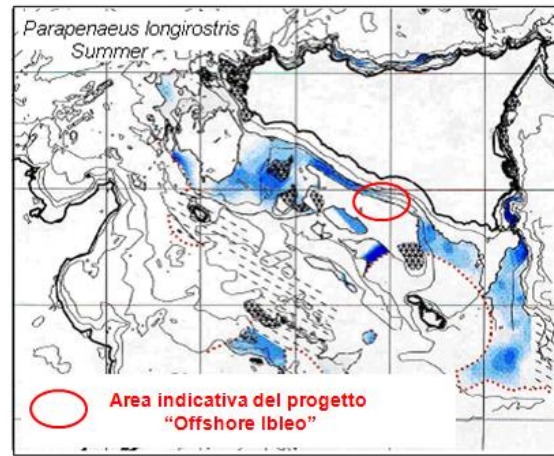 Parapenaeus longirostris
Summer
Area indicativa del progetto
“Offshore Ibleo”